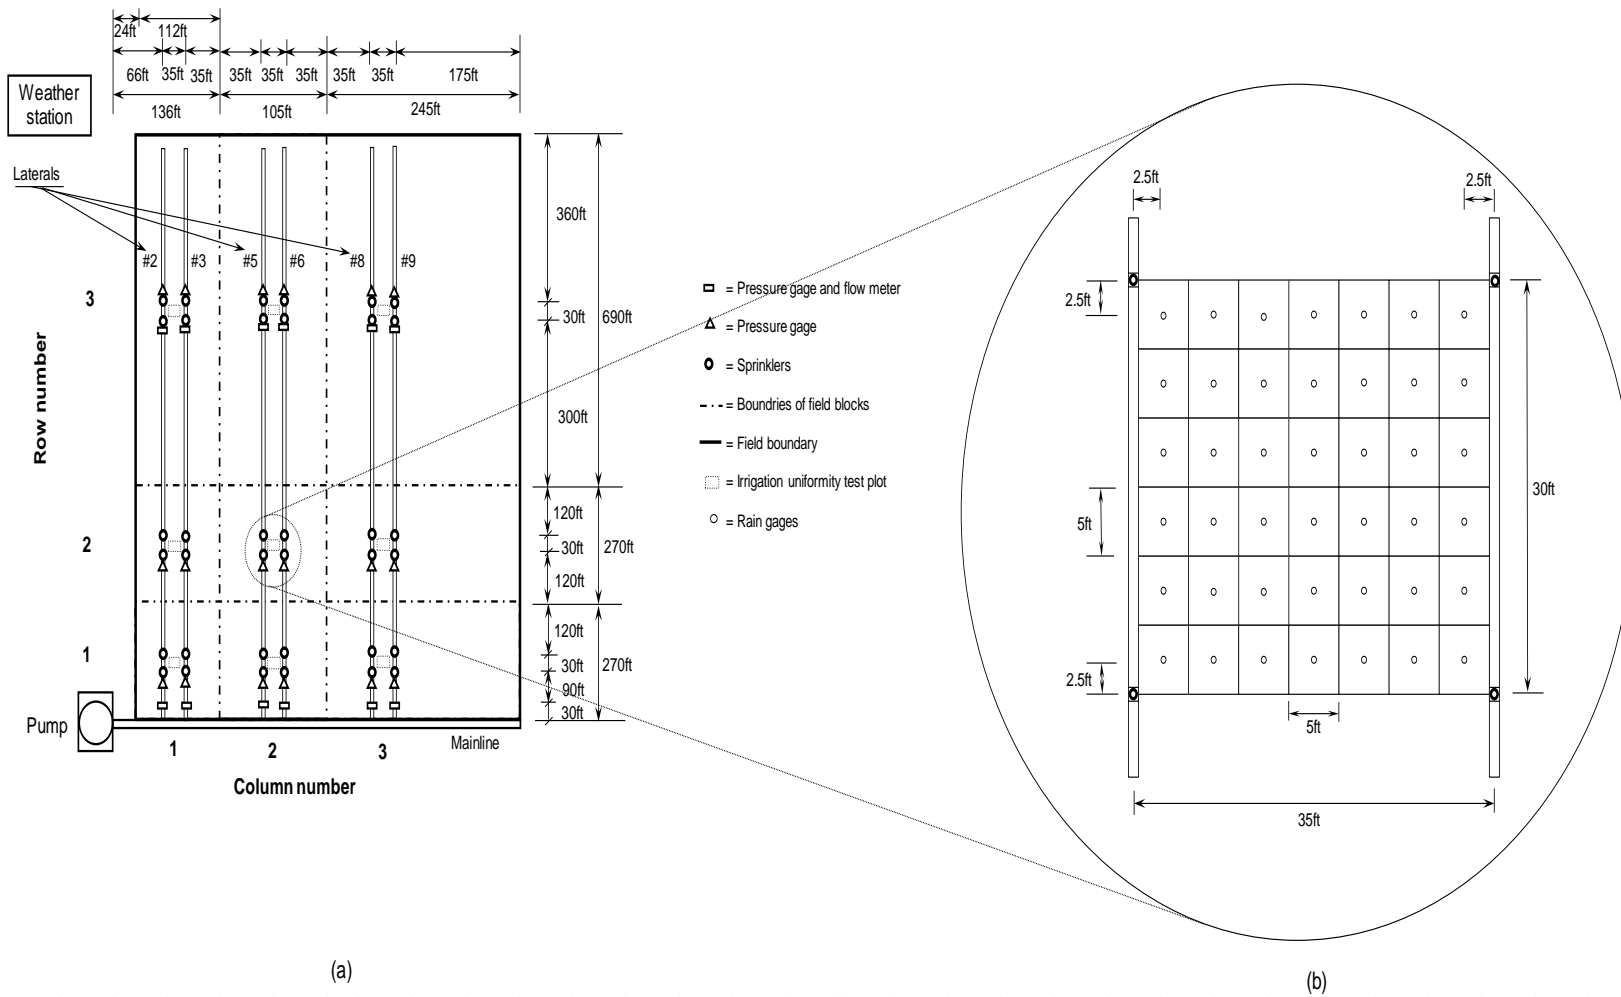 24ft 112ft
66ft 35ft 35ft 35ft 35ft 35ft 35ft 35ft 175ft
136ft 105ft 245ft
Weather
station
Laterals
#2 #3 #5 #6 #8 #9
Row number
3
2
1
360ft
30ft
690ft
300ft
120ft
30ft
270ft
120ft
120ft
30ft
270ft
90ft
30ft
Pump
Mainline
1 2 3
Column number
(a)
= Pressure gage and flow meter
= Pressure gage
= Sprinklers
= Boundries of field blocks
= Field boundary
= Irrigation uniformity test plot
= Rain gages
2.5ft 2.5ft
2.5ft
5ft
30ft
2.5ft
5ft
35ft
(b)